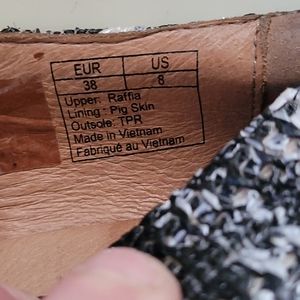 EUR US
38 8
Upper: Raffia
Lining : Pig Skin
Outsole: TPR
Made in Vietnam
Fabriqué au Vietnam